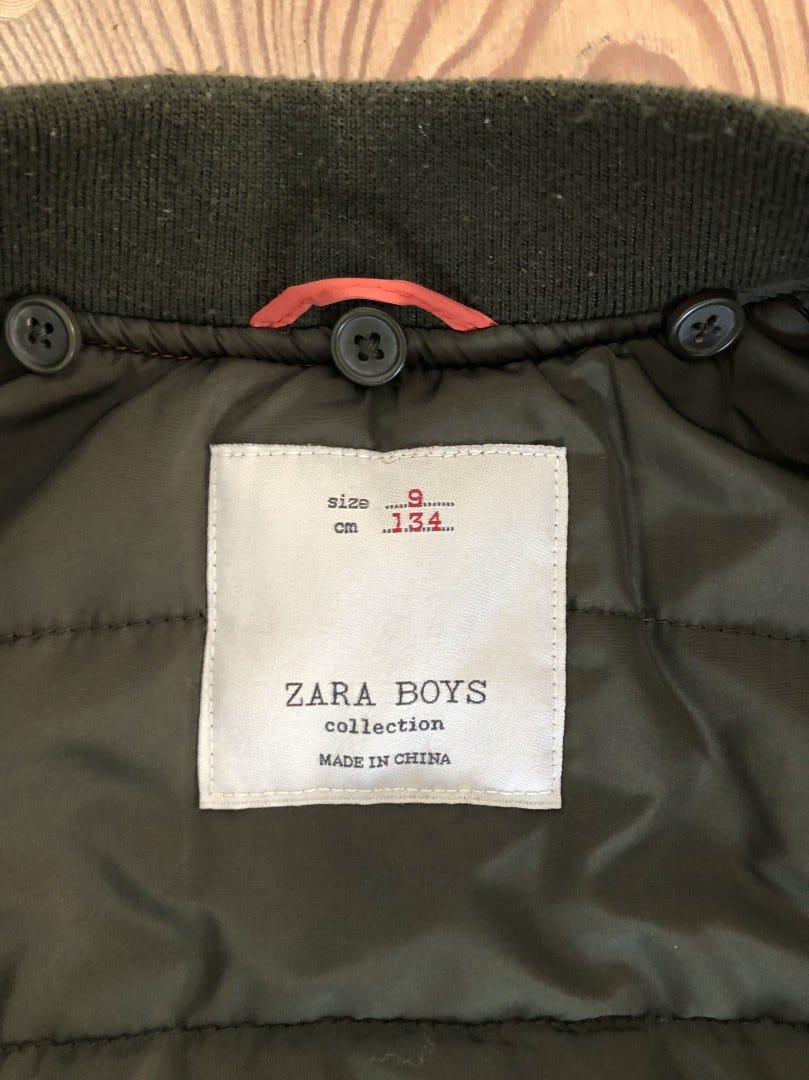 size 9
cm 134
ZARA BOYS
collection
MADE IN CHINA